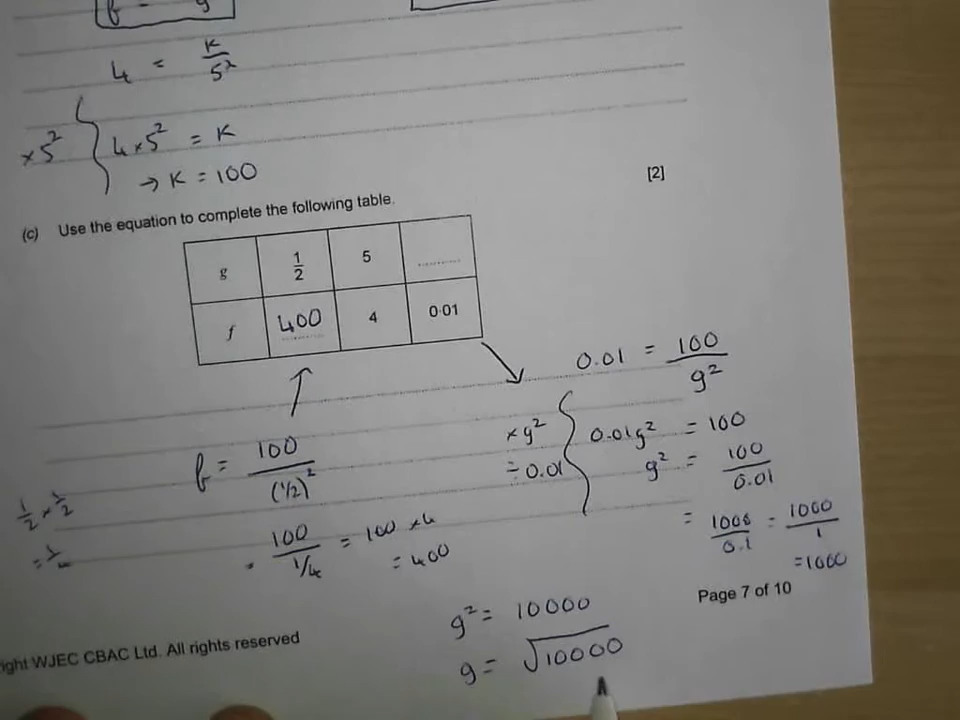 4 = K/5²
×5² 4×5² = K
→ K = 100
[2]
(c) Use the equation to complete the following table.
g 1/2 5 ..........
f 400 4 0·01
0.01 = 100/g²
×g² 0.01g² = 100
÷0.01 g² = 100/0.01
f = 100/(1/2)²
1/2 × 1/2
= 100/1/4 = 100 × 4
= 400
= 1000/0.1 = 1000/1
= 1000
Page 7 of 10
g² = 10000
g = √10000
ight WJEC CBAC Ltd. All rights reserved